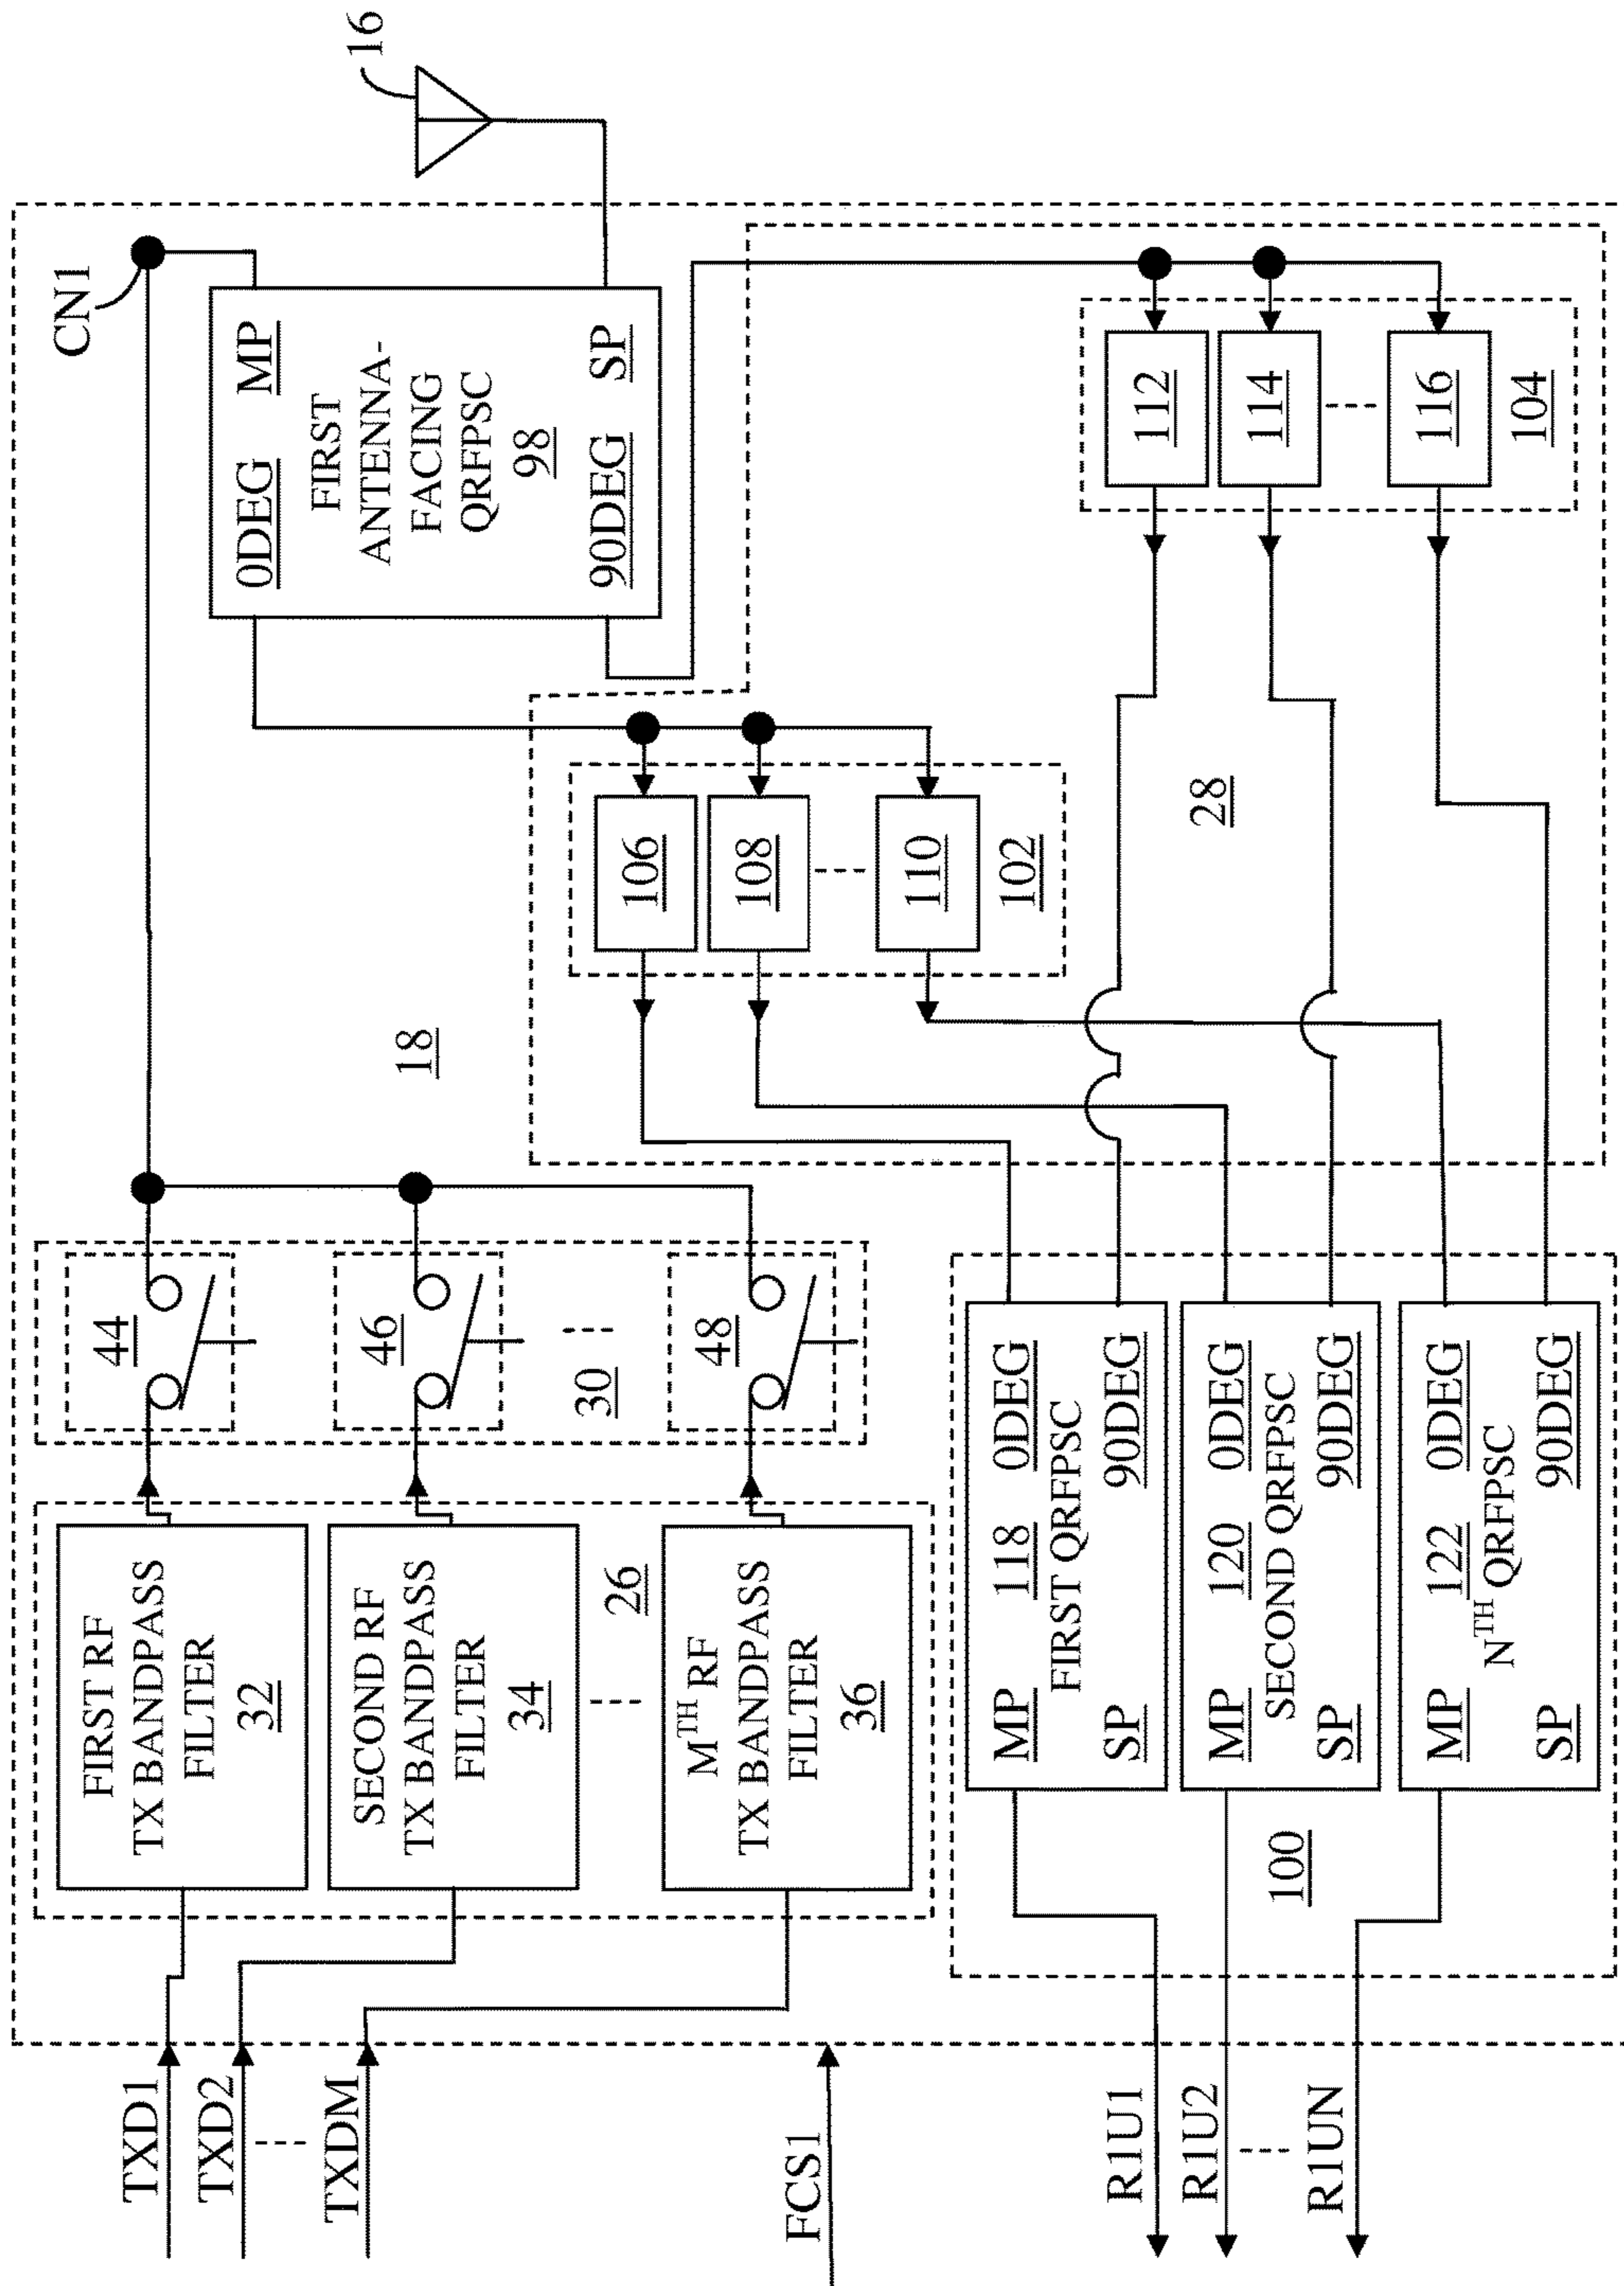 TXD1
TXD2
TXDM
FCS1
R1U1
R1U2
R1UN
FIRST RF
TX BANDPASS
FILTER
32
SECOND RF
TX BANDPASS
FILTER
34
26
MTH RF
TX BANDPASS
FILTER
36
44
46
30
48
18
CN1
0DEG MP
FIRST
ANTENNA-
FACING
QRFPSC
98
90DEG SP
16
106
108
110
102
28
112
114
116
104
MP 118 0DEG
FIRST QRFPSC
SP 90DEG
MP 120 0DEG
SECOND QRFPSC
SP 90DEG
MP 122 0DEG
NTH QRFPSC
SP 90DEG
100